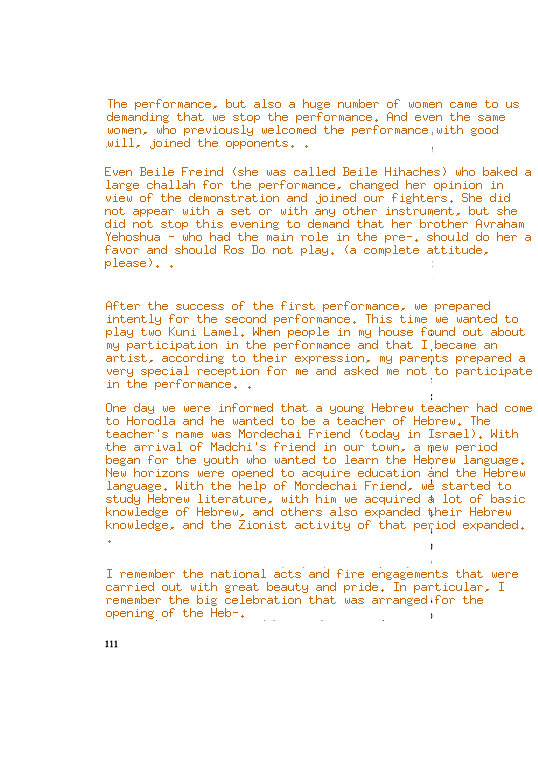 The performance, but also a huge number of women came to us
demanding that we stop the performance. And even the same
women, who previously welcomed the performance, with good
will, joined the opponents. .
Even Beile Freind (she was called Beile Hihaches) who baked a
large challah for the performance, changed her opinion in
view of the demonstration and joined our fighters. She did
not appear with a set or with any other instrument, but she
did not stop this evening to demand that her brother Avraham
Yehoshua - who had the main role in the pre-. should do her a
favor and should Ros Do not play. (a complete attitude,
please). .
After the success of the first performance, we prepared
intently for the second performance. This time we wanted to
play two Kuni Lamel. When people in my house found out about
my participation in the performance and that I became an
artist, according to their expression, my parents prepared a
very special reception for me and asked me not to participate
in the performance. .
One day we were informed that a young Hebrew teacher had come
to Horodla and he wanted to be a teacher of Hebrew. The
teacher's name was Mordechai Friend (today in Israel). With
the arrival of Madchi's friend in our town, a new period
began for the youth who wanted to learn the Hebrew language.
New horizons were opened to acquire education and the Hebrew
language. With the help of Mordechai Friend, we started to
study Hebrew literature, with him we acquired a lot of basic
knowledge of Hebrew, and others also expanded their Hebrew
knowledge, and the Zionist activity of that period expanded.
.
I remember the national acts and fire engagements that were
carried out with great beauty and pride. In particular, I
remember the big celebration that was arranged for the
opening of the Heb-.
111